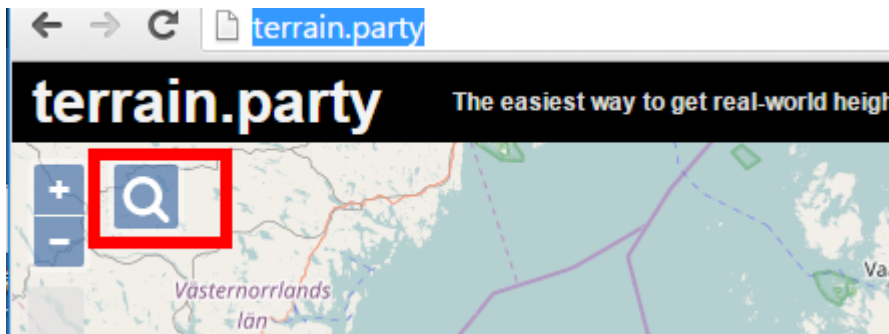 terrain.party
terrain.party
The easiest way to get real-world heigh
+
−
Västernorrlands
län
Va